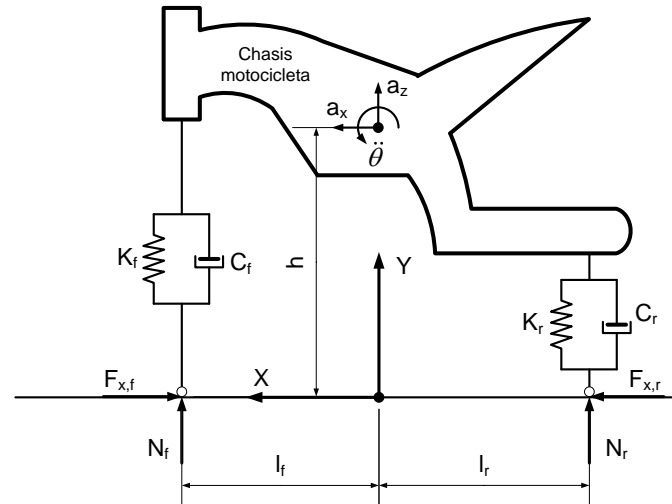 Chasis
motocicleta
a_z
a_x
θ̈
K_f
C_f
h
Y
K_r
C_r
F_x,f
X
F_x,r
N_f
l_f
l_r
N_r